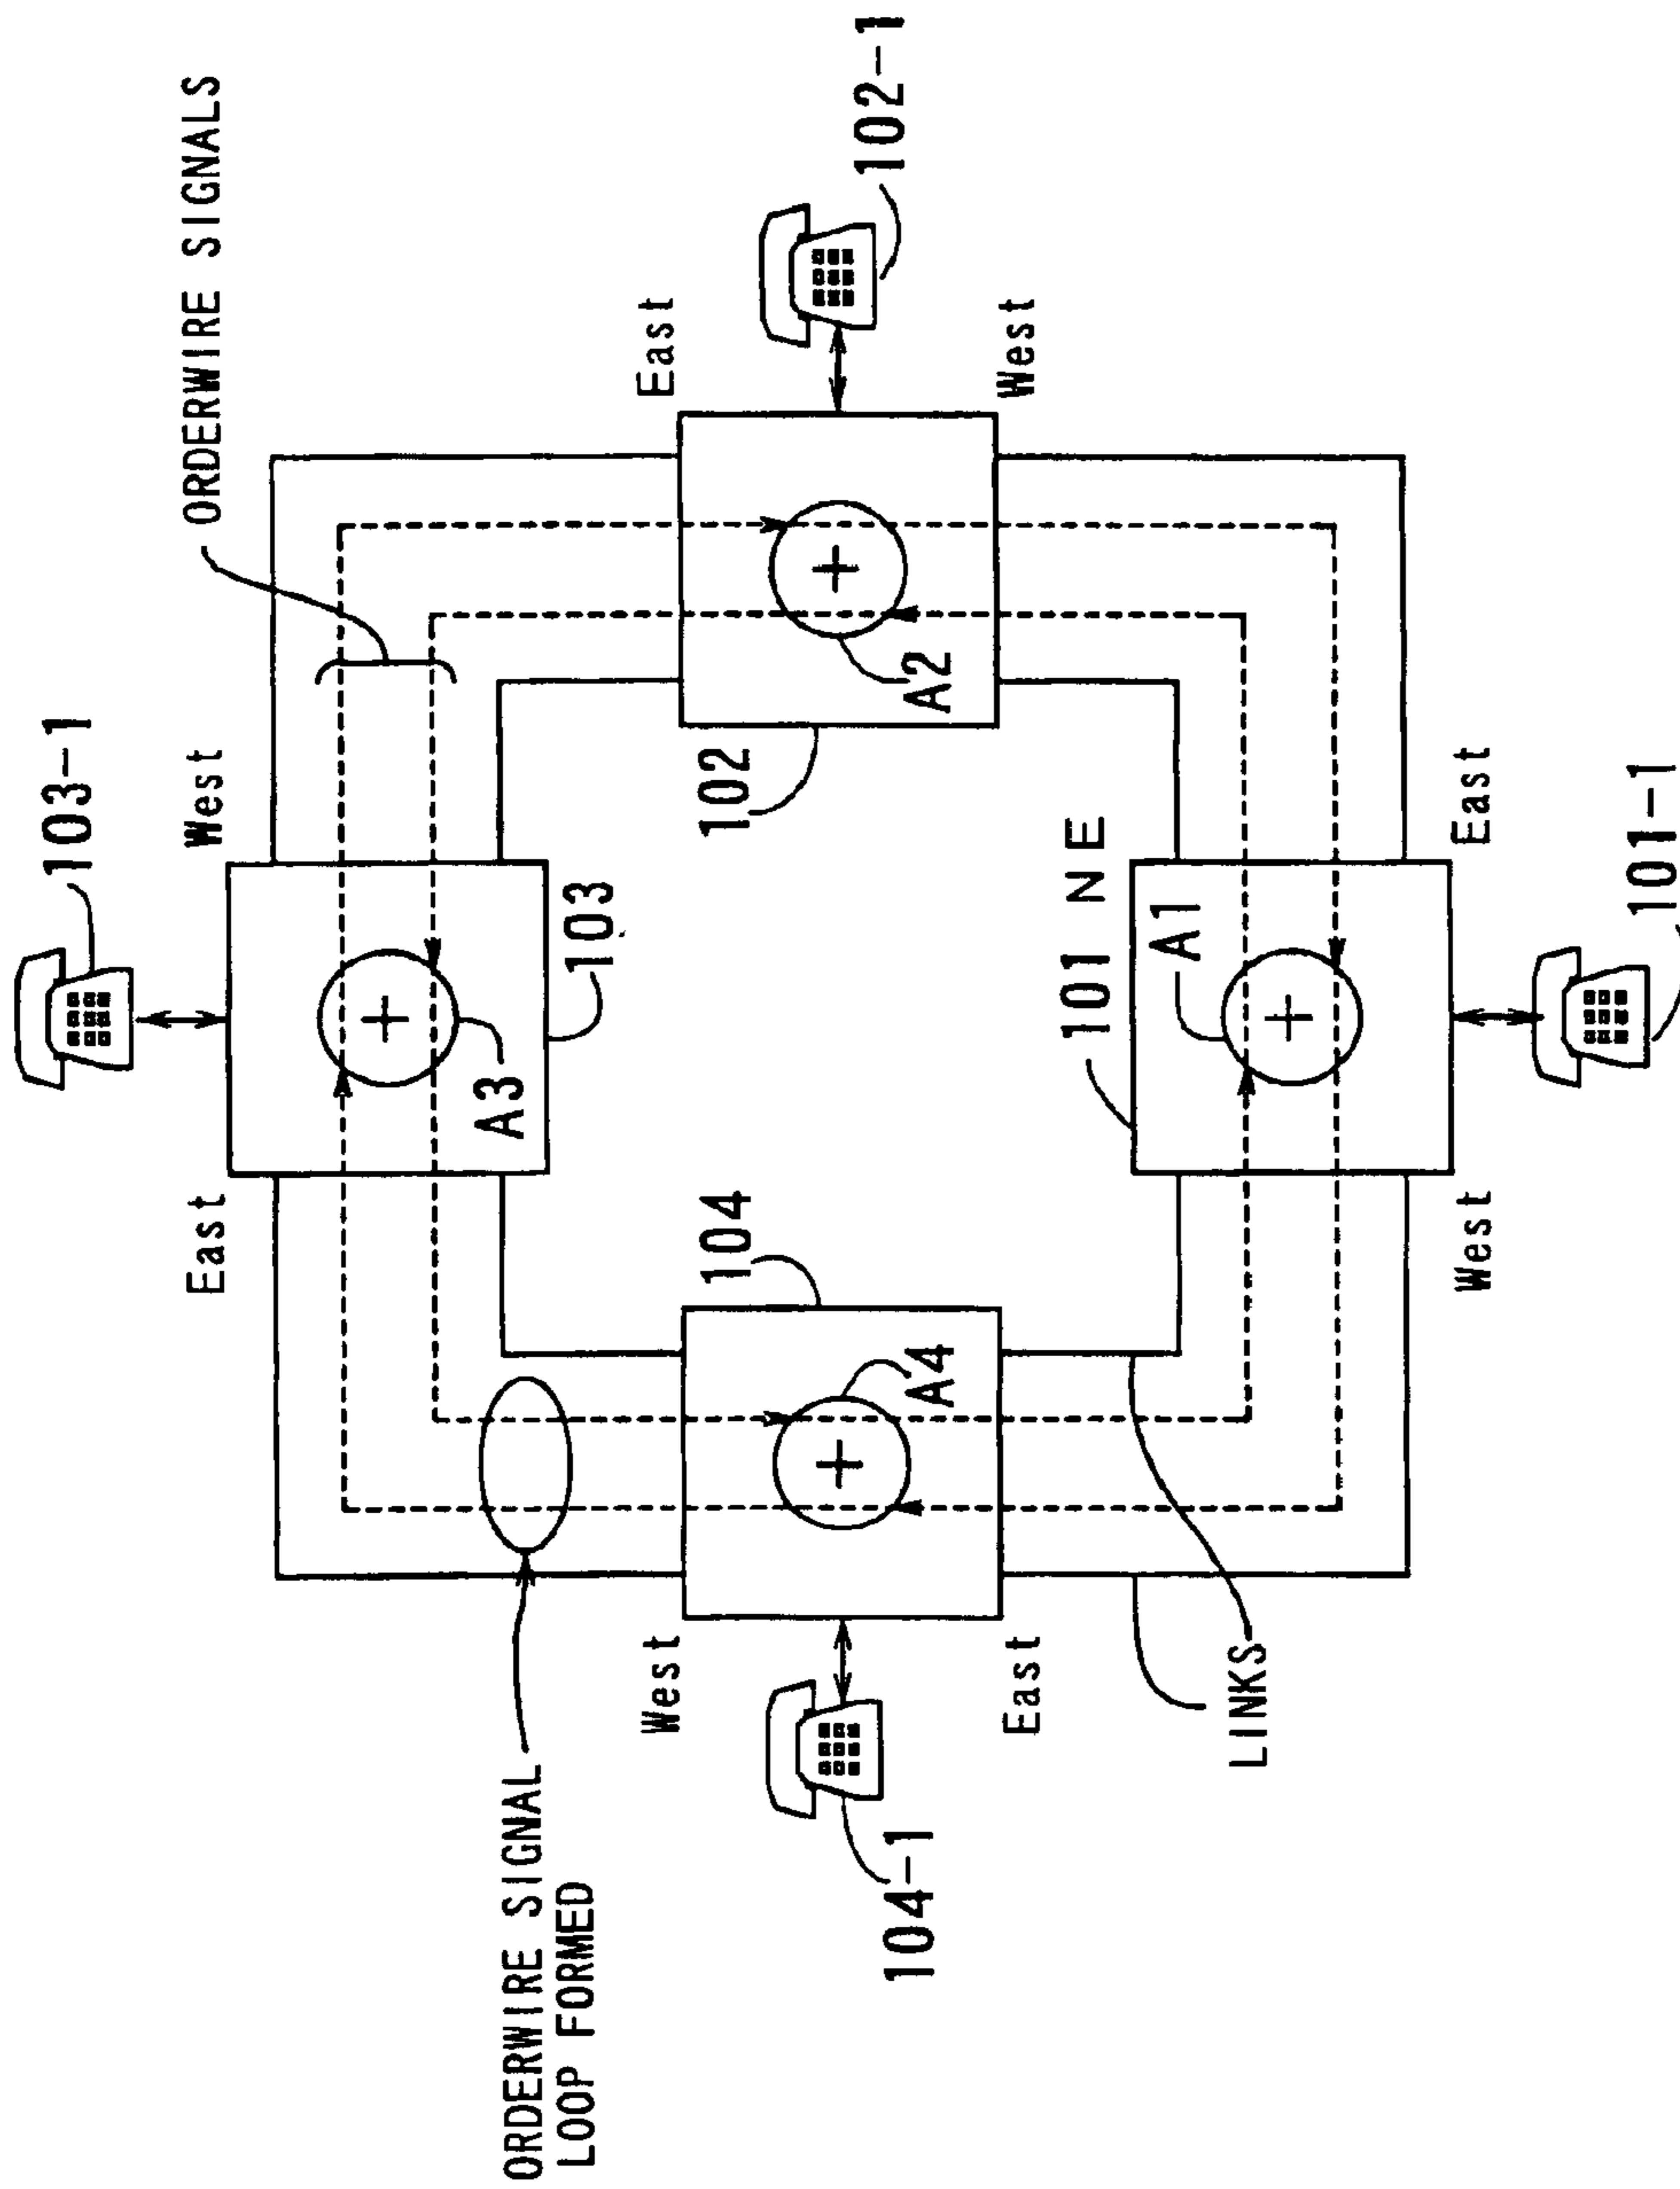 103-1
East
West
ORDERWIRE SIGNALS
ORDERWIRE SIGNAL
LOOP FORMED
A3
103
West
East
104
102
102-1
104-1
A4
A2
East
West
101 NE
A1
LINKS
West
East
101-1